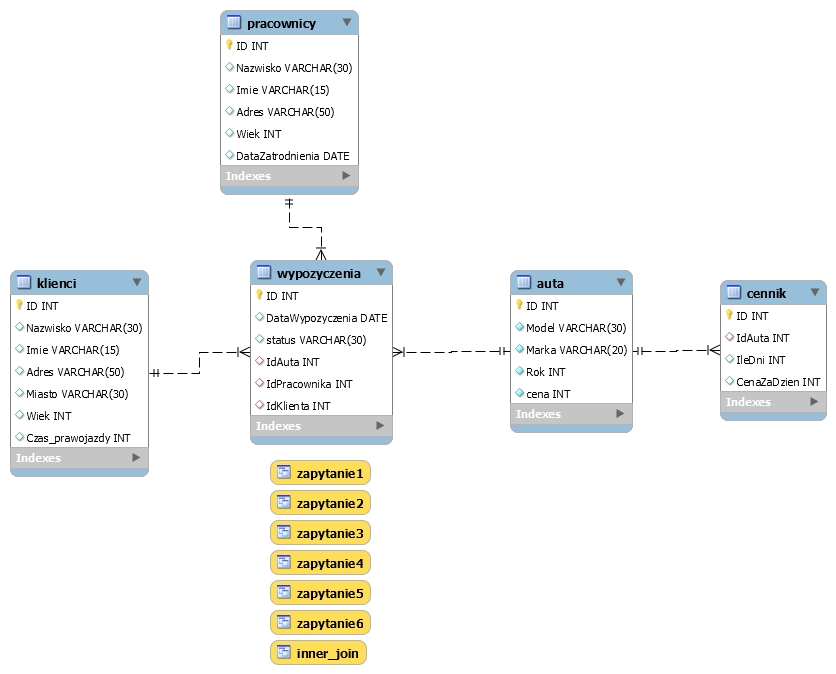 pracownicy
ID INT
Nazwisko VARCHAR(30)
Imie VARCHAR(15)
Adres VARCHAR(50)
Wiek INT
DataZatrodnienia DATE
Indexes
klienci
ID INT
Nazwisko VARCHAR(30)
Imie VARCHAR(15)
Adres VARCHAR(50)
Miasto VARCHAR(30)
Wiek INT
Czas_prawojazdy INT
Indexes
wypozyczenia
ID INT
DataWypozyczenia DATE
status VARCHAR(30)
IdAuta INT
IdPracownika INT
IdKlienta INT
Indexes
auta
ID INT
Model VARCHAR(30)
Marka VARCHAR(20)
Rok INT
cena INT
Indexes
cennik
ID INT
IdAuta INT
IleDni INT
CenaZaDzien INT
Indexes
zapytanie1
zapytanie2
zapytanie3
zapytanie4
zapytanie5
zapytanie6
inner_join